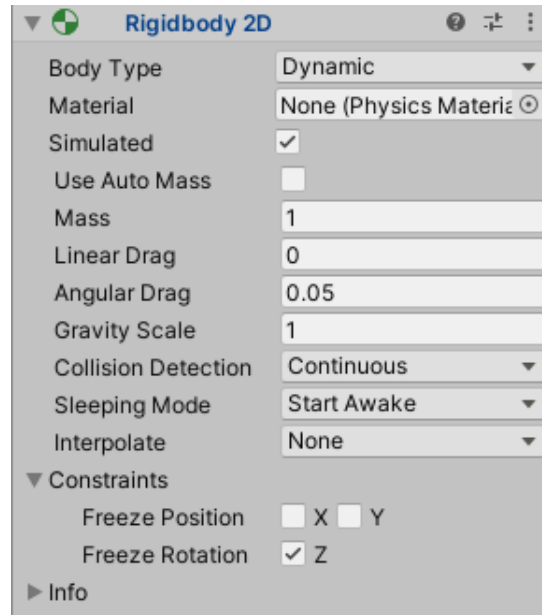 Rigidbody 2D
Body Type Dynamic
Material None (Physics Materia
Simulated
Use Auto Mass
Mass 1
Linear Drag 0
Angular Drag 0.05
Gravity Scale 1
Collision Detection Continuous
Sleeping Mode Start Awake
Interpolate None
Constraints
Freeze Position X Y
Freeze Rotation Z
Info